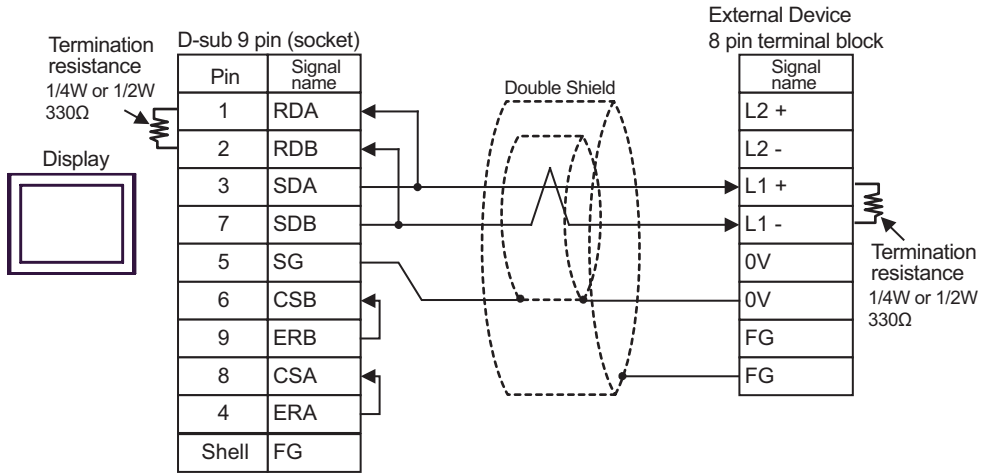 Termination
resistance
1/4W or 1/2W
330Ω
Display
D-sub 9 pin (socket)
Pin Signal name
1 RDA
2 RDB
3 SDA
7 SDB
5 SG
6 CSB
9 ERB
8 CSA
4 ERA
Shell FG
Double Shield
External Device
8 pin terminal block
Signal
name
L2 +
L2 -
L1 +
L1 -
0V
0V
FG
FG
Termination
resistance
1/4W or 1/2W
330Ω